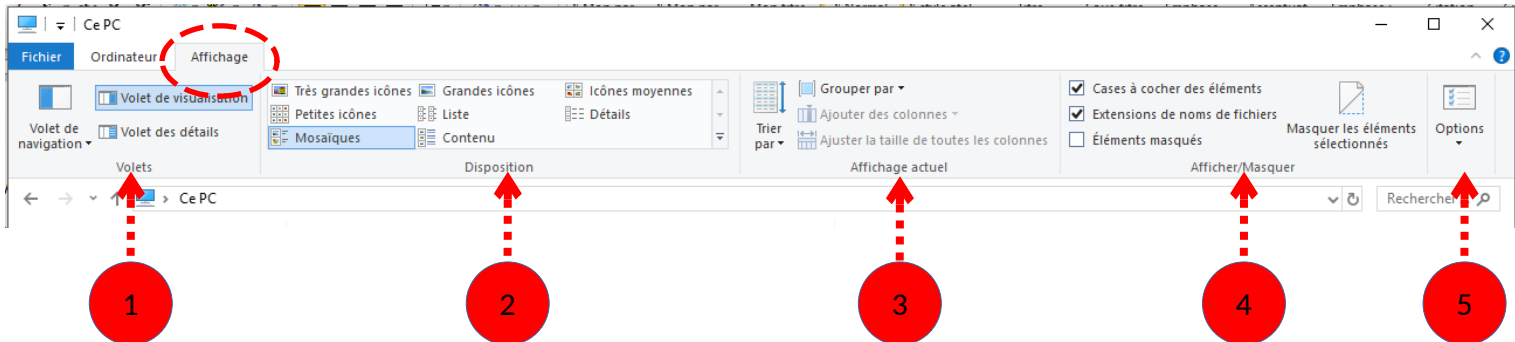 Ce PC
Fichier Ordinateur Affichage
Volet de navigation
Volet de visualisation
Volet des détails
Volets
Très grandes icônes Grandes icônes Icônes moyennes
Petites icônes Liste Détails
Mosaïques Contenu
Disposition
Trier par
Grouper par
Ajouter des colonnes
Ajuster la taille de toutes les colonnes
Affichage actuel
Cases à cocher des éléments
Extensions de noms de fichiers
Éléments masqués
Masquer les éléments
sélectionnés
Afficher/Masquer
Options
Ce PC
Rechercher
1 2 3 4 5